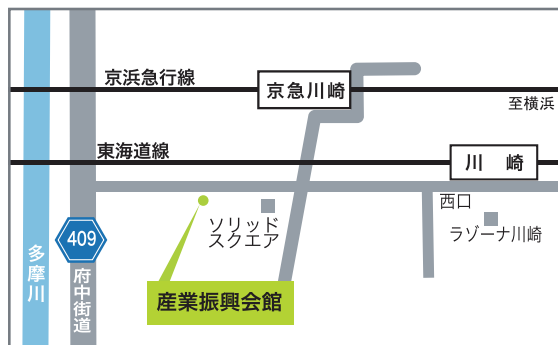 京浜急行線
京急川崎
至横浜
東海道線
川 崎
西口
ソリッド
スクエア
ラゾーナ川崎
409
多摩川
府中街道
産業振興会館